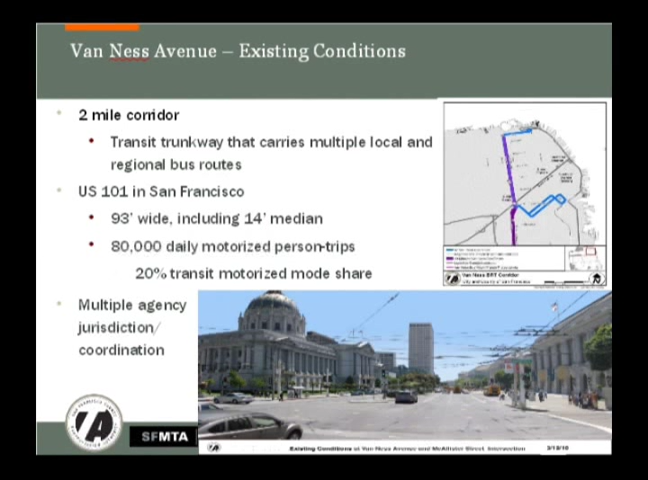 Van Ness Avenue – Existing Conditions
2 mile corridor
Transit trunkway that carries multiple local and
regional bus routes
US 101 in San Francisco
93' wide, including 14' median
80,000 daily motorized person-trips
20% transit motorized mode share
Multiple agency
jurisdiction/
coordination
Van Ness BRT Corridor
SFMTA
Existing Conditions at Van Ness Avenue and McAllister Street Intersection